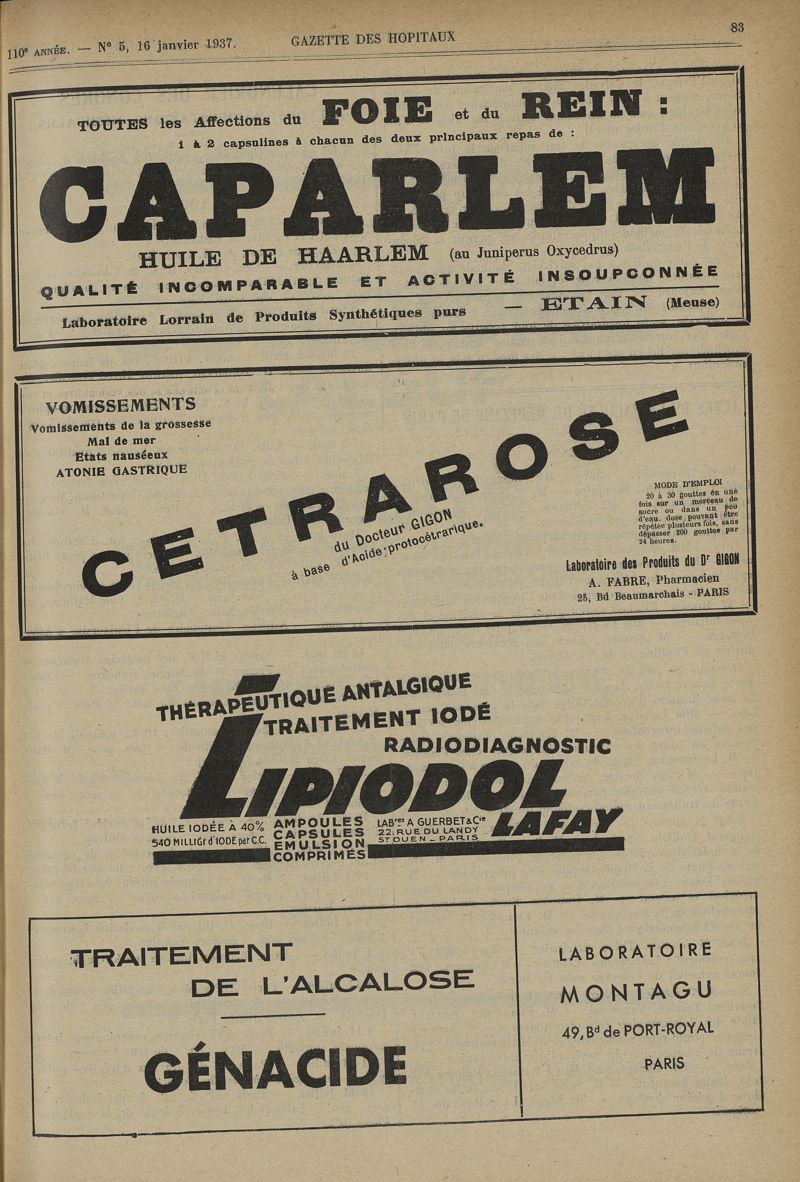 110e ANNÉE. — No 5, 16 janvier 1937.
GAZETTE DES HOPITAUX
83
TOUTES les Affections du FOIE et du REIN :
1 à 2 capsulines à chacun des deux principaux repas de :
CAPARLEM
HUILE DE HAARLEM (au Juniperus Oxycedrus)
QUALITÉ INCOMPARABLE ET ACTIVITÉ INSOUPCONNÉE
Laboratoire Lorrain de Produits Synthétiques purs — ETAIN (Meuse)
VOMISSEMENTS
Vomissements de la grossesse
Mal de mer
Etats nauséeux
ATONIE GASTRIQUE
CETRAROSE
du Docteur GIGON
à base d'Acide protocétrarique.
MODE D'EMPLOI
20 à 30 gouttes en une
fois sur un morceau de
sucre ou dans un peu
d'eau, dose pouvant être
répétée plusieurs fois, sans
dépasser 200 gouttes par
24 heures.
Laboratoire des Produits du Dr GIGON
A. FABRE, Pharmacien
25, Bd Beaumarchais - PARIS
THÉRAPEUTIQUE ANTALGIQUE
TRAITEMENT IODÉ
RADIODIAGNOSTIC
LIPIODOL
LAFAY
HUILE IODÉE À 40%
540 MILLIGr d'IODE par C.C.
AMPOULES
CAPSULES
EMULSION
COMPRIMÉS
LABres A GUERBET & Cie
22, RUE DU LANDY
St OUEN - PARIS
TRAITEMENT
DE L'ALCALOSE
GÉNACIDE
LABORATOIRE
MONTAGU
49, Bd de PORT-ROYAL
PARIS